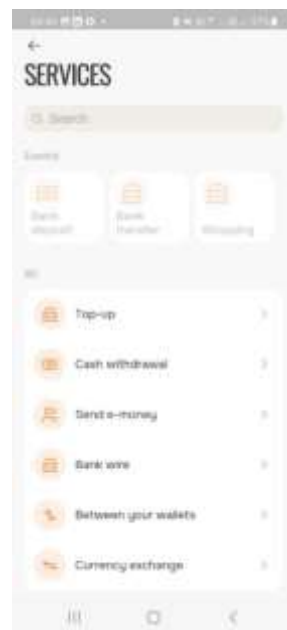 SERVICES
Search
Bank
deposit
Bank
transfer
All
Top-up
Cash withdrawal
Send e-money
Bank wire
Between your wallets
Currency exchange